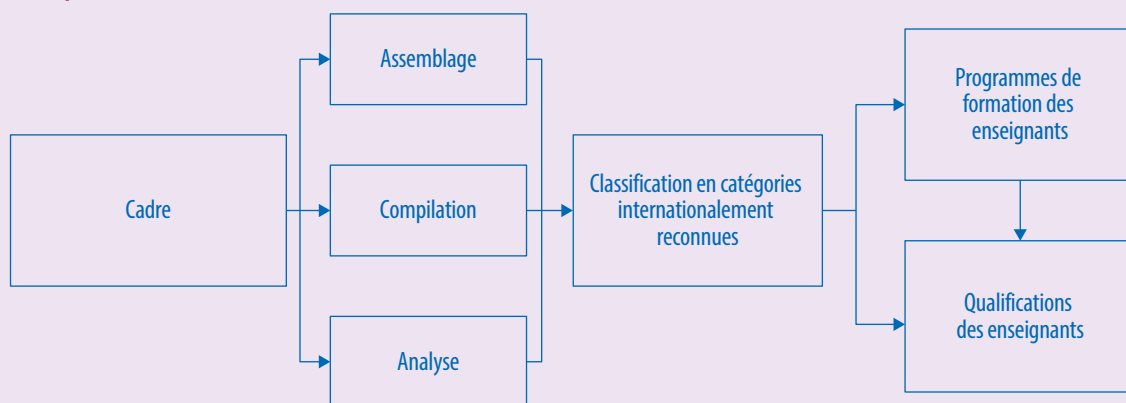 Cadre
Assemblage
Compilation
Analyse
Classification en catégories
internationalement
reconnues
Programmes de
formation des
enseignants
Qualifications
des enseignants